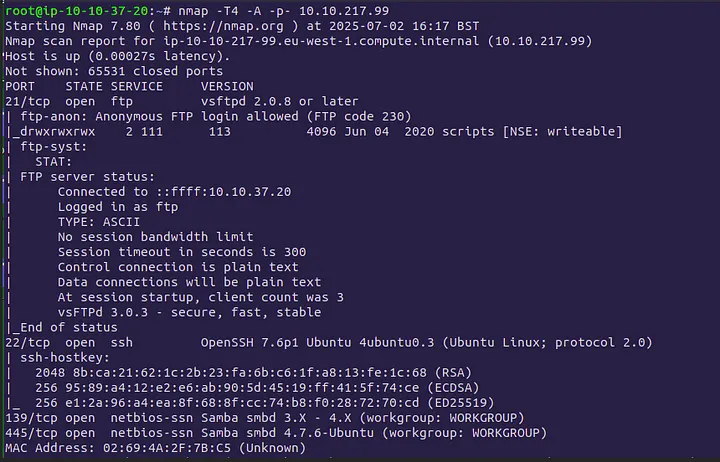 root@ip-10-10-37-20:~# nmap -T4 -A -p- 10.10.217.99
Starting Nmap 7.80 ( https://nmap.org ) at 2025-07-02 16:17 BST
Nmap scan report for ip-10-10-217-99.eu-west-1.compute.internal (10.10.217.99)
Host is up (0.00027s latency).
Not shown: 65531 closed ports
PORT    STATE SERVICE     VERSION
21/tcp  open  ftp         vsftpd 2.0.8 or later
| ftp-anon: Anonymous FTP login allowed (FTP code 230)
|_drwxrwxrwx    2 111      113          4096 Jun 04  2020 scripts [NSE: writeable]
| ftp-syst:
|   STAT:
| FTP server status:
|      Connected to ::ffff:10.10.37.20
|      Logged in as ftp
|      TYPE: ASCII
|      No session bandwidth limit
|      Session timeout in seconds is 300
|      Control connection is plain text
|      Data connections will be plain text
|      At session startup, client count was 3
|      vsFTPd 3.0.3 - secure, fast, stable
|_End of status
22/tcp  open  ssh         OpenSSH 7.6p1 Ubuntu 4ubuntu0.3 (Ubuntu Linux; protocol 2.0)
| ssh-hostkey:
|   2048 8b:ca:21:62:1c:2b:23:fa:6b:c6:1f:a8:13:fe:1c:68 (RSA)
|   256 95:89:a4:12:e2:e6:ab:90:5d:45:19:ff:41:5f:74:ce (ECDSA)
|_  256 e1:2a:96:a4:ea:8f:68:8f:cc:74:b8:f0:28:72:70:cd (ED25519)
139/tcp open  netbios-ssn Samba smbd 3.X - 4.X (workgroup: WORKGROUP)
445/tcp open  netbios-ssn Samba smbd 4.7.6-Ubuntu (workgroup: WORKGROUP)
MAC Address: 02:69:4A:2F:7B:C5 (Unknown)